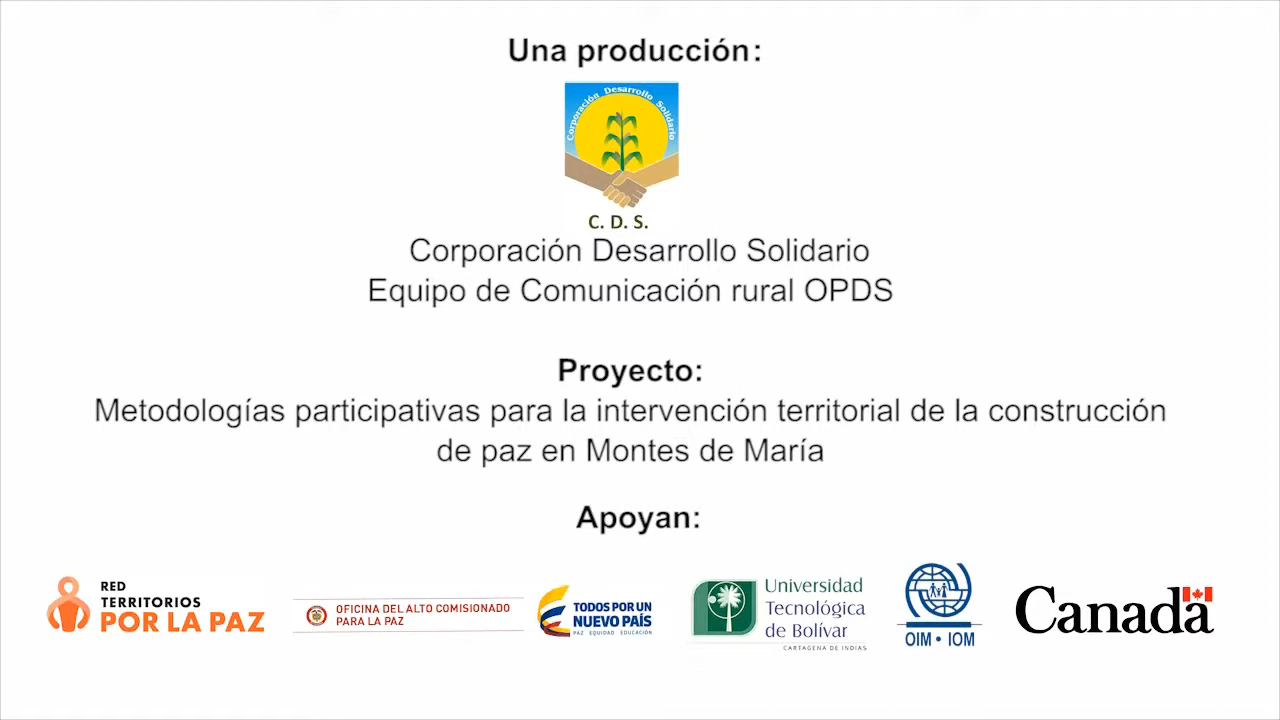 Una producción:
Corporación Desarrollo Solidario
C. D. S.
Corporación Desarrollo Solidario
Equipo de Comunicación rural OPDS
Proyecto:
Metodologías participativas para la intervención territorial de la construcción
de paz en Montes de María
Apoyan:
RED
TERRITORIOS
POR LA PAZ
OFICINA DEL ALTO COMISIONADO
PARA LA PAZ
TODOS POR UN
NUEVO PAÍS
PAZ EQUIDAD EDUCACIÓN
Universidad
Tecnológica
de Bolívar
CARTAGENA DE INDIAS
OIM • IOM
Canada